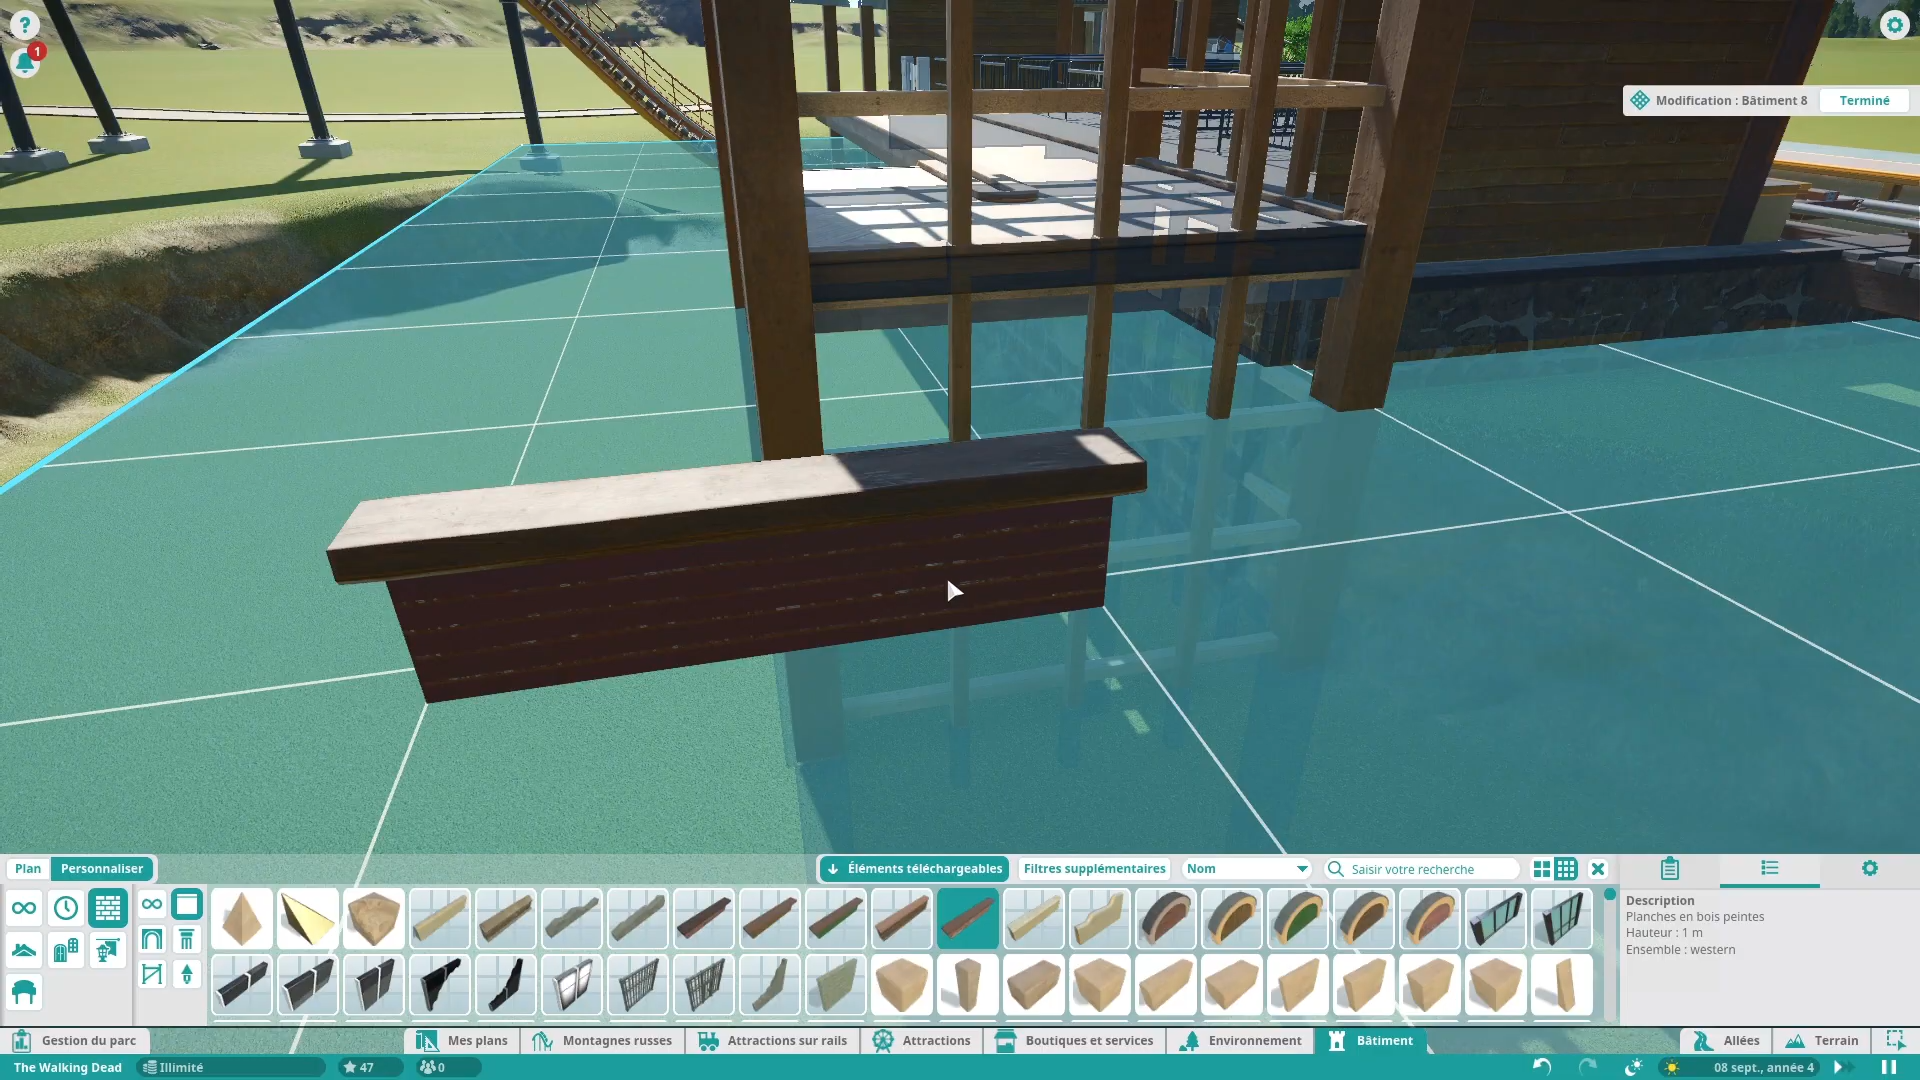 ?
1
Modification : Bâtiment 8
Terminé
Plan
Personnaliser
Éléments téléchargeables
Filtres supplémentaires
Nom
Saisir votre recherche
Description
Planches en bois peintes
Hauteur : 1 m
Ensemble : western
Gestion du parc
Mes plans
Montagnes russes
Attractions sur rails
Attractions
Boutiques et services
Environnement
Bâtiment
Allées
Terrain
The Walking Dead
Illimité
47
0
08 sept., année 4